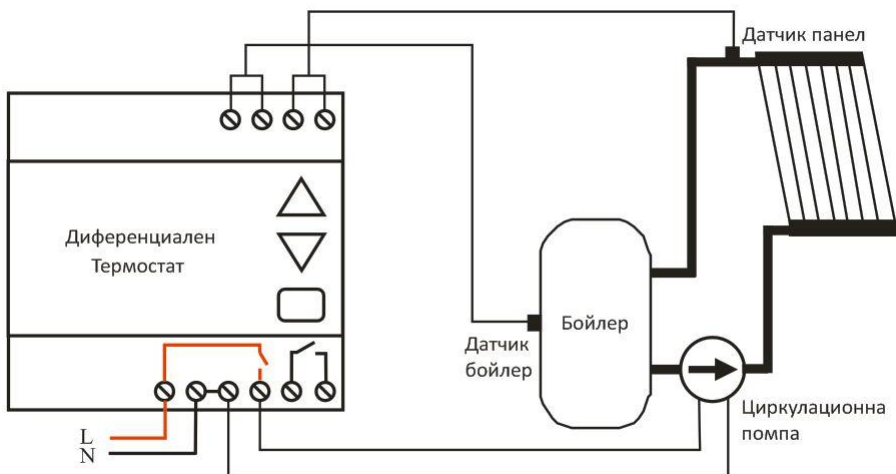 Датчик панел
Диференциален
Термостат
Бойлер
Датчик
бойлер
Циркулационна
помпа
L
N